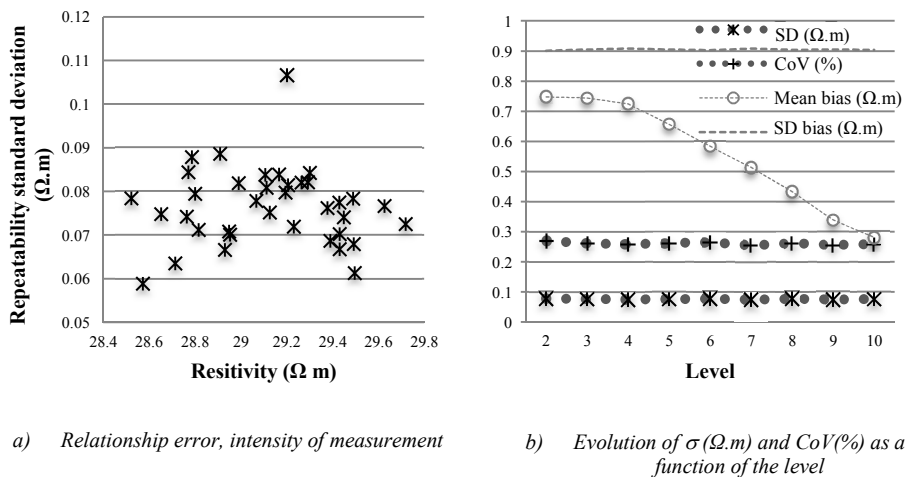 0.12
0.11
0.1
0.09
0.08
0.07
0.06
0.05
28.4 28.6 28.8 29 29.2 29.4 29.6 29.8
Repeatability standard deviation
(Ω.m)
Resitivity (Ω m)
a) Relationship error, intensity of measurement
1
0.9
0.8
0.7
0.6
0.5
0.4
0.3
0.2
0.1
0
2 3 4 5 6 7 8 9 10
Level
SD (Ω.m)
CoV (%)
Mean bias (Ω.m)
SD bias (Ω.m)
b) Evolution of σ (Ω.m) and CoV(%) as a
function of the level